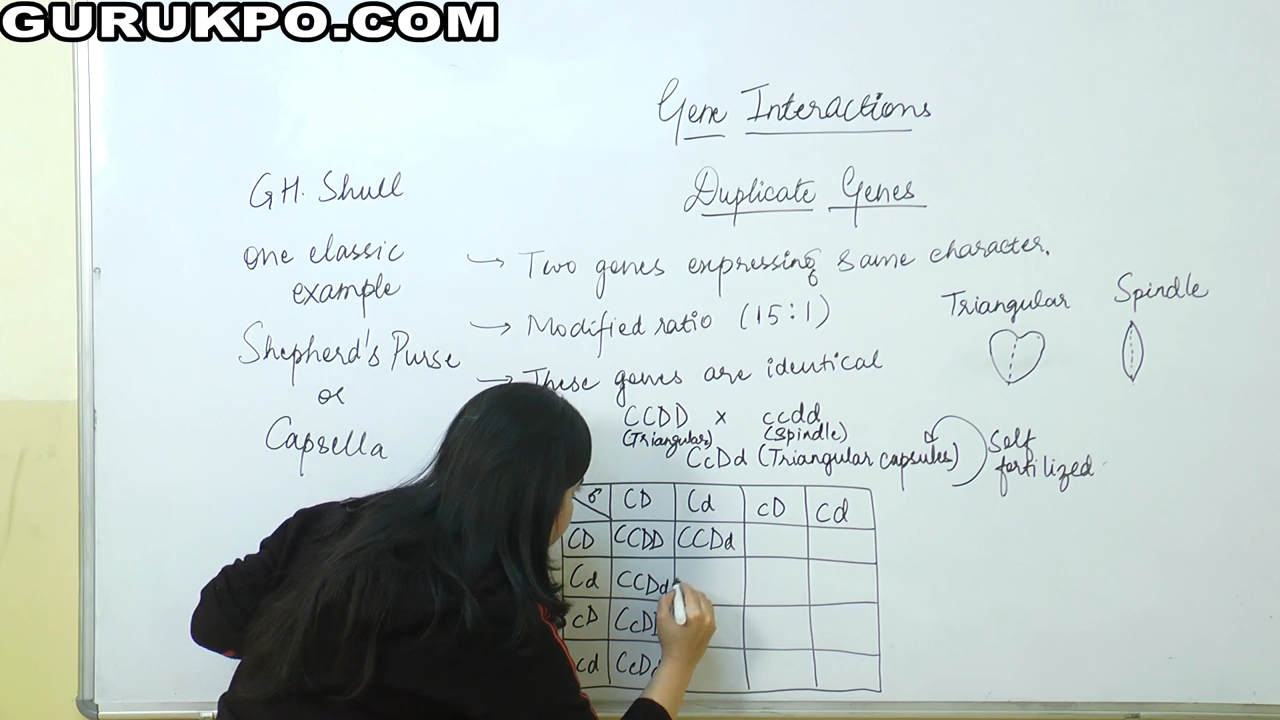 GURUKPO.COM
Gene Interactions
Duplicate Genes
G.H. Shull
one classic
example
Shepherd's Purse
or
Capsella
→ Two genes expressing same character.
→ Modified ratio (15:1)
→ These genes are identical
Triangular Spindle
CCDD x ccdd
(Triangular) (Spindle)
CcDd (Triangular capsules)
Self
fertilized
♂ CD Cd cD Cd
CD CCDD CCDd
Cd CCDd
cD
cd